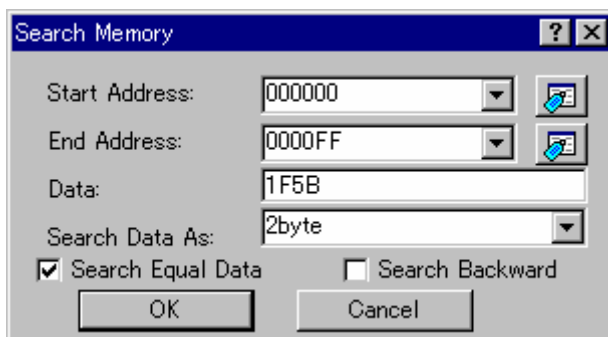 Search Memory
Start Address: 000000
End Address: 0000FF
Data: 1F5B
Search Data As: 2byte
Search Equal Data Search Backward
OK Cancel